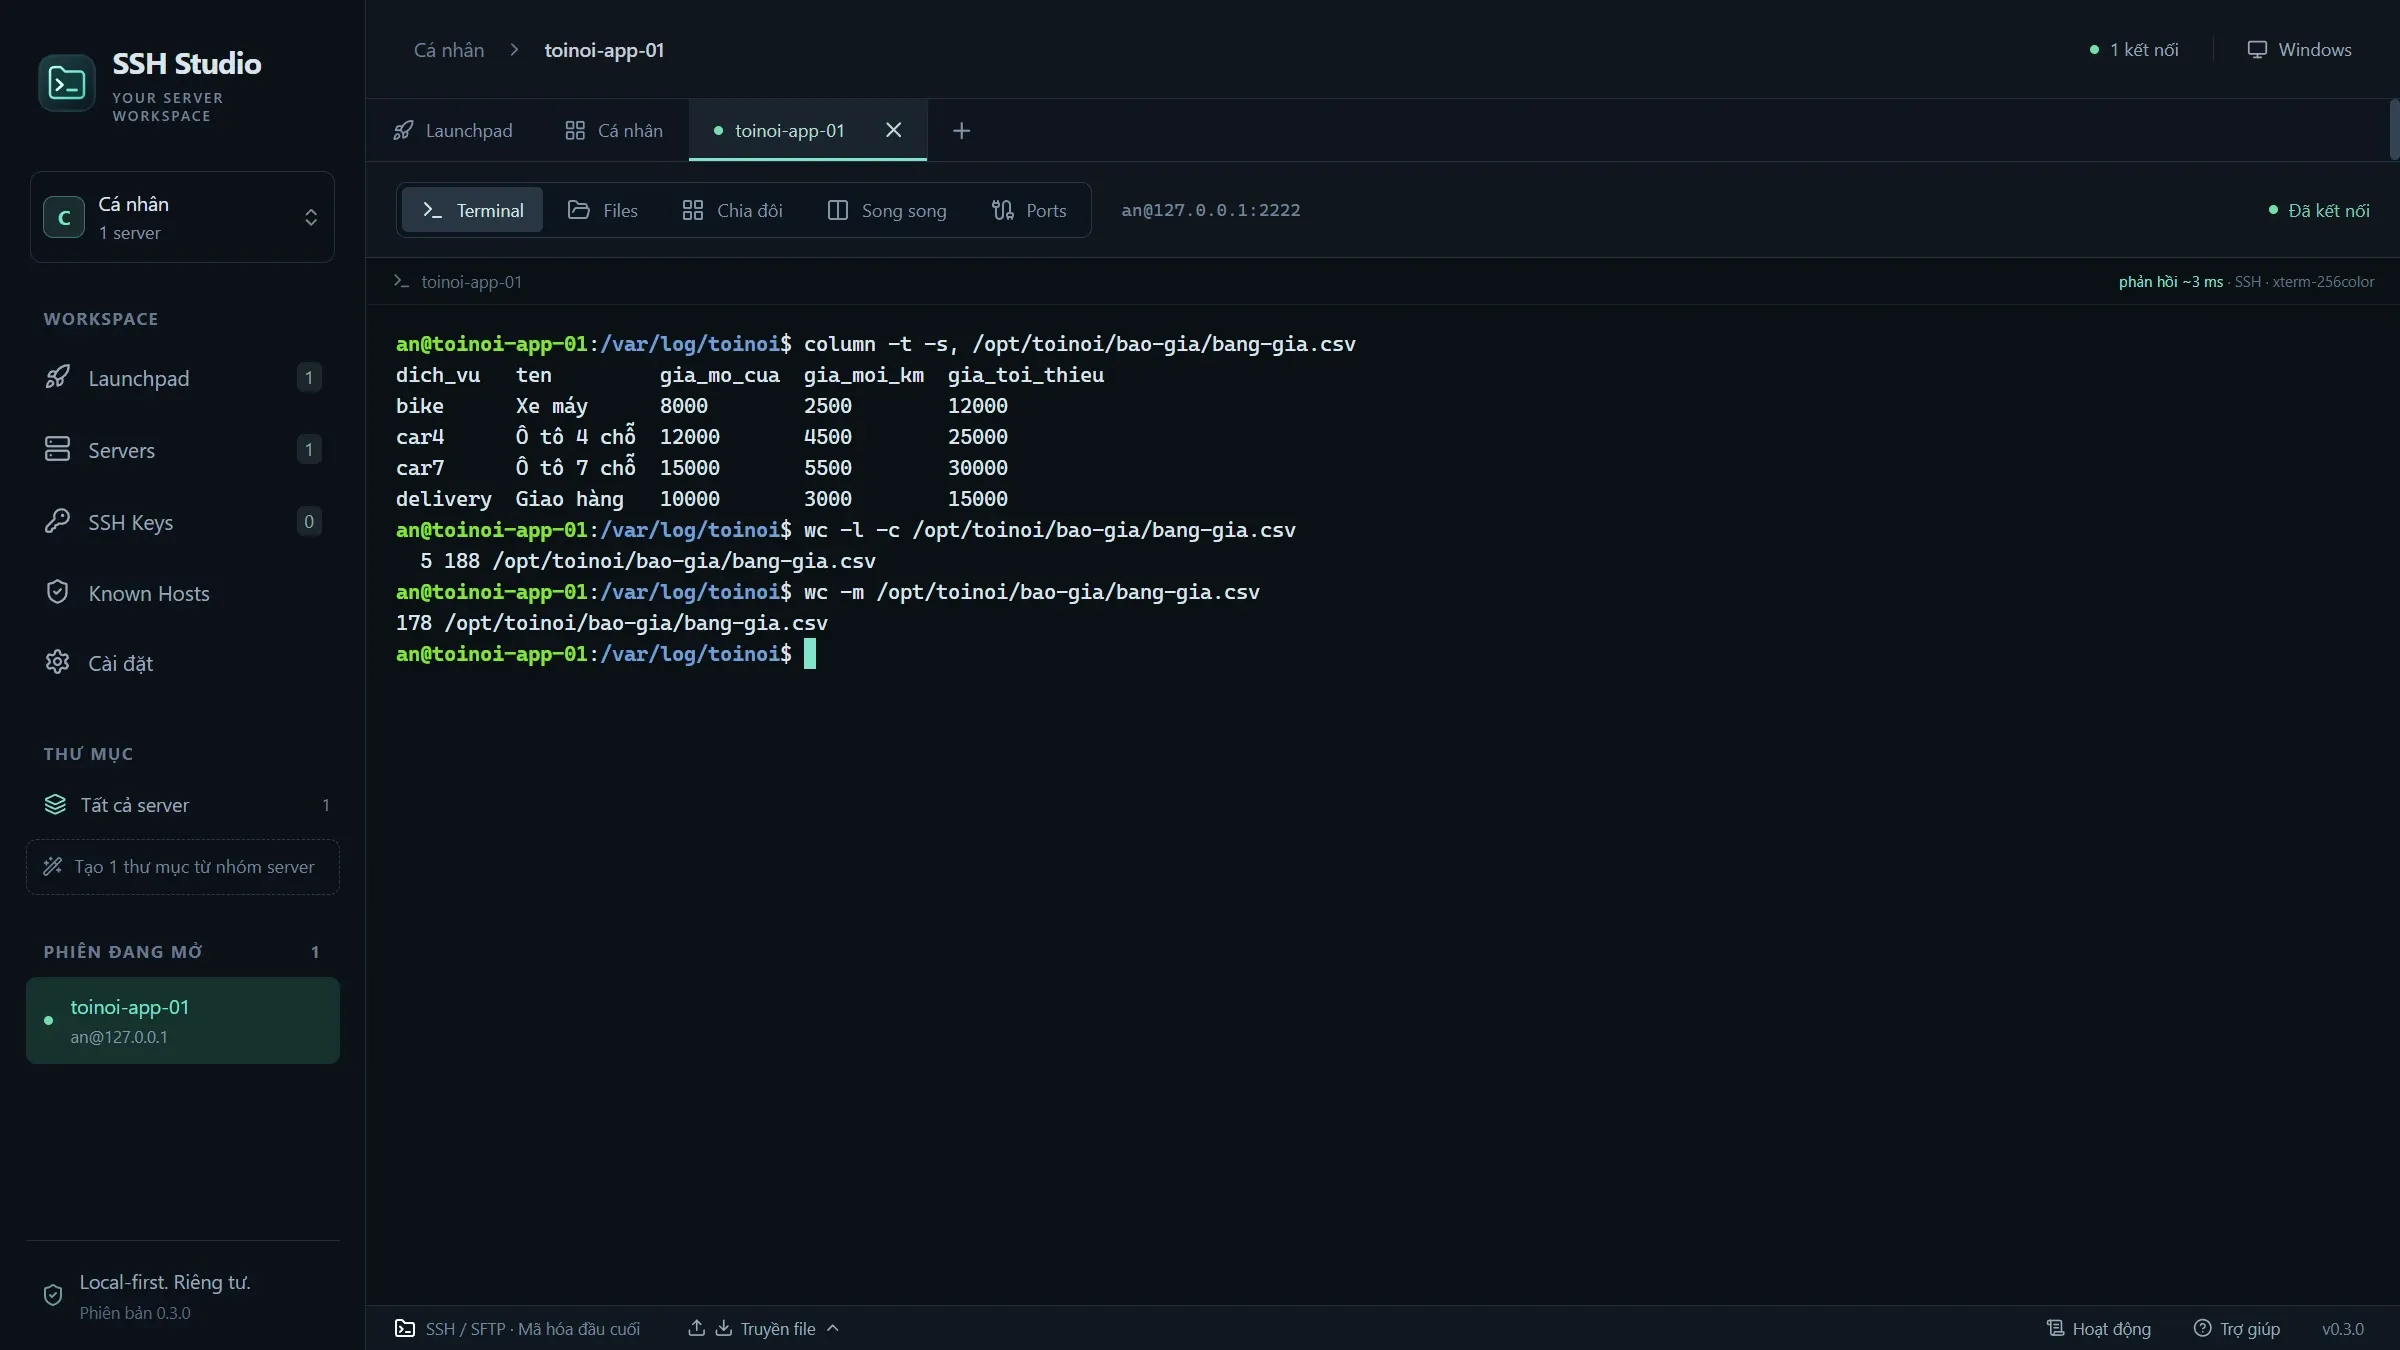 SSH Studio
YOUR SERVER
WORKSPACE
C
Cá nhân
1 server
WORKSPACE
Launchpad 1
Servers 1
SSH Keys 0
Known Hosts
Cài đặt
THƯ MỤC
Tất cả server 1
Tạo 1 thư mục từ nhóm server
PHIÊN ĐANG MỞ 1
toinoi-app-01
an@127.0.0.1
Local-first. Riêng tư.
Phiên bản 0.3.0
Cá nhân > toinoi-app-01
1 kết nối
Windows
Launchpad
Cá nhân
toinoi-app-01
Terminal
Files
Chia đôi
Song song
Ports
an@127.0.0.1:2222
Đã kết nối
toinoi-app-01
phản hồi ~3 ms · SSH · xterm-256color
an@toinoi-app-01:/var/log/toinoi$ column -t -s, /opt/toinoi/bao-gia/bang-gia.csv
dich_vu ten gia_mo_cua gia_moi_km gia_toi_thieu
bike Xe máy 8000 2500 12000
car4 Ô tô 4 chỗ 12000 4500 25000
car7 Ô tô 7 chỗ 15000 5500 30000
delivery Giao hàng 10000 3000 15000
an@toinoi-app-01:/var/log/toinoi$ wc -l -c /opt/toinoi/bao-gia/bang-gia.csv
5 188 /opt/toinoi/bao-gia/bang-gia.csv
an@toinoi-app-01:/var/log/toinoi$ wc -m /opt/toinoi/bao-gia/bang-gia.csv
178 /opt/toinoi/bao-gia/bang-gia.csv
an@toinoi-app-01:/var/log/toinoi$
SSH / SFTP · Mã hóa đầu cuối
Truyền file
Hoạt động
Trợ giúp
v0.3.0